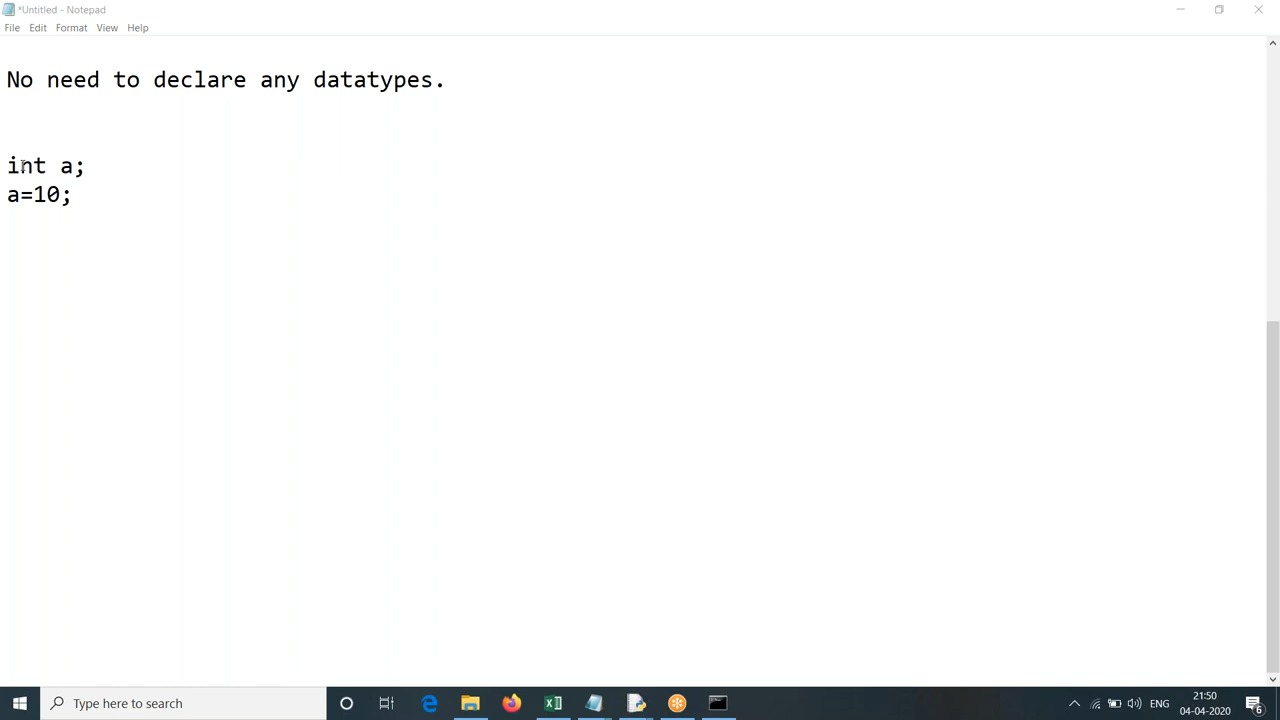 *Untitled - Notepad
File Edit Format View Help
No need to declare any datatypes.
int a;
a=10;
Type here to search
ENG
21:50
04-04-2020
6